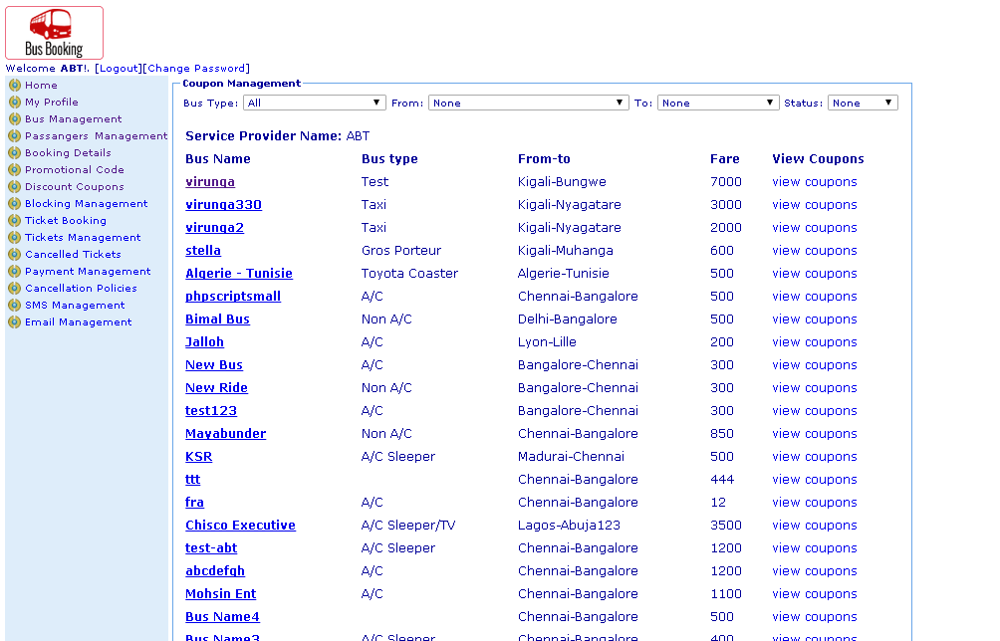 Bus Booking
Welcome ABT!. [Logout][Change Password]
Home
My Profile
Bus Management
Passangers Management
Booking Details
Promotional Code
Discount Coupons
Blocking Management
Ticket Booking
Tickets Management
Cancelled Tickets
Payment Management
Cancellation Policies
SMS Management
Email Management
Coupon Management
Bus Type: All From: None To: None Status: None
Service Provider Name: ABT
Bus Name Bus type From-to Fare View Coupons
virunga Test Kigali-Bungwe 7000 view coupons
virunga330 Taxi Kigali-Nyagatare 3000 view coupons
virunga2 Taxi Kigali-Nyagatare 2000 view coupons
stella Gros Porteur Kigali-Muhanga 600 view coupons
Algerie - Tunisie Toyota Coaster Algerie-Tunisie 500 view coupons
phpscriptsmall A/C Chennai-Bangalore 500 view coupons
Bimal Bus Non A/C Delhi-Bangalore 500 view coupons
Jalloh A/C Lyon-Lille 200 view coupons
New Bus A/C Bangalore-Chennai 300 view coupons
New Ride Non A/C Bangalore-Chennai 300 view coupons
test123 A/C Bangalore-Chennai 300 view coupons
Mayabunder Non A/C Chennai-Bangalore 850 view coupons
KSR A/C Sleeper Madurai-Chennai 500 view coupons
ttt Chennai-Bangalore 444 view coupons
fra A/C Chennai-Bangalore 12 view coupons
Chisco Executive A/C Sleeper/TV Lagos-Abuja123 3500 view coupons
test-abt A/C Sleeper Chennai-Bangalore 1200 view coupons
abcdefgh A/C Chennai-Bangalore 1200 view coupons
Mohsin Ent A/C Chennai-Bangalore 1100 view coupons
Bus Name4 Chennai-Bangalore 500 view coupons
Bus Name3 A/C Sleeper Chennai-Bangalore 400 view coupons